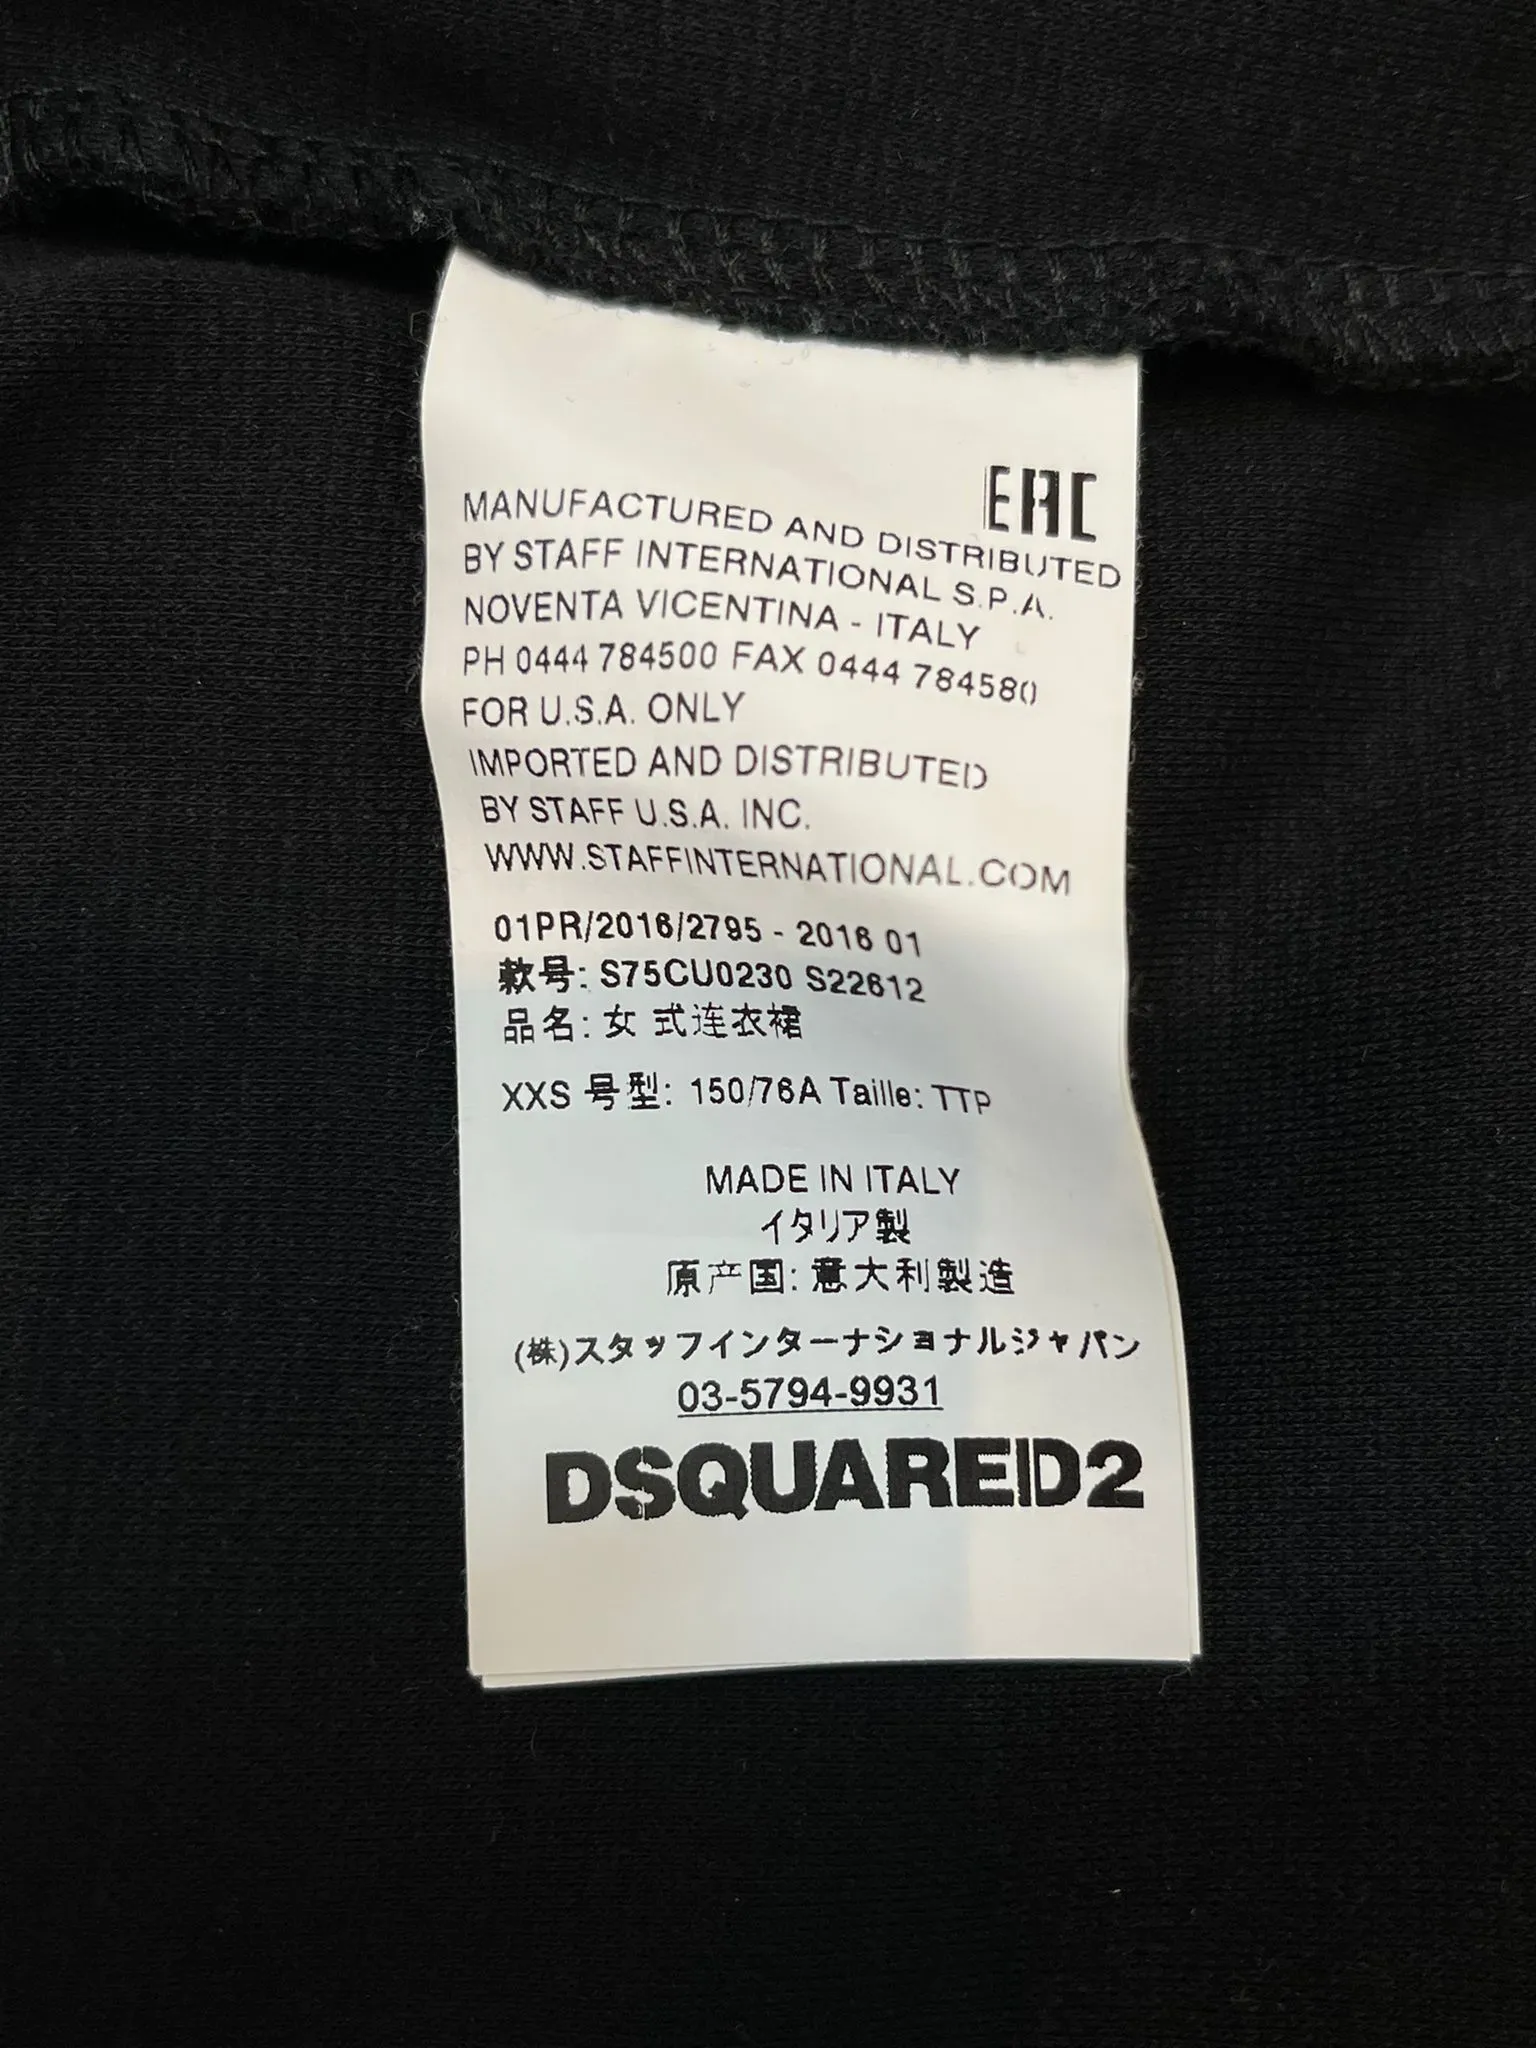 EAC
MANUFACTURED AND DISTRIBUTED
BY STAFF INTERNATIONAL S.P.A.
NOVENTA VICENTINA - ITALY
PH 0444 784500 FAX 0444 784580
FOR U.S.A. ONLY
IMPORTED AND DISTRIBUTED
BY STAFF U.S.A. INC.
WWW.STAFFINTERNATIONAL.COM
01PR/2016/2795 - 2016 01
款号: S75CU0230 S22612
品名: 女 式连衣裙
XXS 号型: 150/76A Taille: TTP
MADE IN ITALY
イタリア製
原产国: 意大利製造
(株)スタッフインターナショナルジャパン
03-5794-9931
DSQUARED2